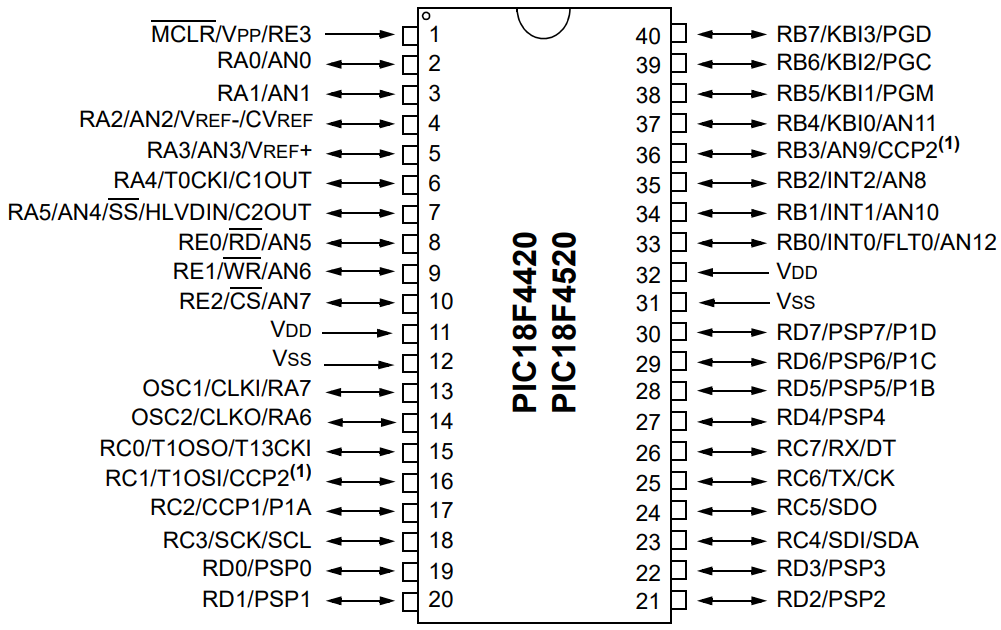 MCLR/VPP/RE3 1 40 RB7/KBI3/PGD
RA0/AN0 2 39 RB6/KBI2/PGC
RA1/AN1 3 38 RB5/KBI1/PGM
RA2/AN2/VREF-/CVREF 4 37 RB4/KBI0/AN11
RA3/AN3/VREF+ 5 36 RB3/AN9/CCP2(1)
RA4/T0CKI/C1OUT 6 35 RB2/INT2/AN8
RA5/AN4/SS/HLVDIN/C2OUT 7 34 RB1/INT1/AN10
RE0/RD/AN5 8 33 RB0/INT0/FLT0/AN12
RE1/WR/AN6 9 32 VDD
RE2/CS/AN7 10 31 VSS
VDD 11 30 RD7/PSP7/P1D
VSS 12 29 RD6/PSP6/P1C
OSC1/CLKI/RA7 13 28 RD5/PSP5/P1B
OSC2/CLKO/RA6 14 27 RD4/PSP4
RC0/T1OSO/T13CKI 15 26 RC7/RX/DT
RC1/T1OSI/CCP2(1) 16 25 RC6/TX/CK
RC2/CCP1/P1A 17 24 RC5/SDO
RC3/SCK/SCL 18 23 RC4/SDI/SDA
RD0/PSP0 19 22 RD3/PSP3
RD1/PSP1 20 21 RD2/PSP2
PIC18F4420
PIC18F4520